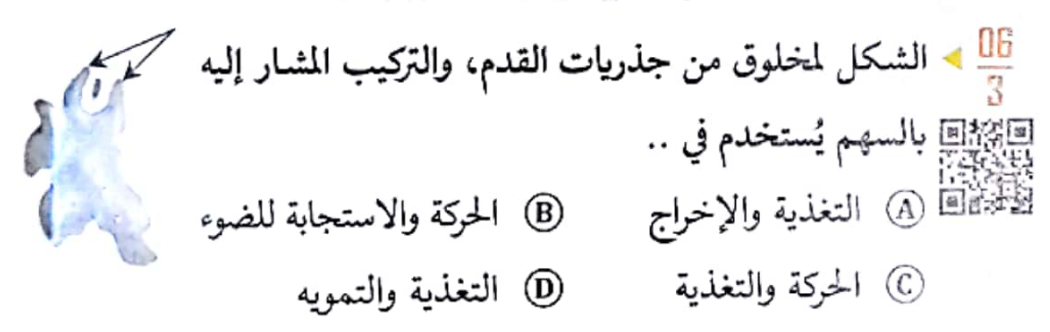 06
3
الشكل لمخلوق من جذريات القدم، والتركيب المشار إليه
بالسهم يُستخدم في ..
A التغذية والإخراج
B الحركة والاستجابة للضوء
C الحركة والتغذية
D التغذية والتمويه